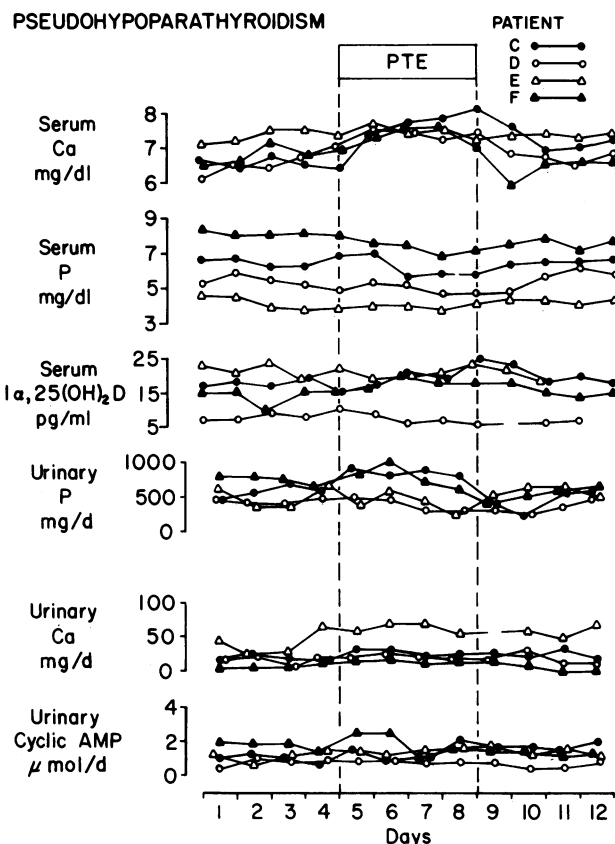 PSEUDOHYPOPARATHYROIDISM
PATIENT
C
D
E
F
PTE
Serum
Ca
mg/dl
8
7
6
Serum
P
mg/dl
9
7
5
3
Serum
1α,25(OH)₂D
pg/ml
25
15
5
Urinary
P
mg/d
1000
500
0
Urinary
Ca
mg/d
100
50
0
Urinary
Cyclic AMP
μ mol/d
4
2
0
1 2 3 4 5 6 7 8 9 10 11 12
Days